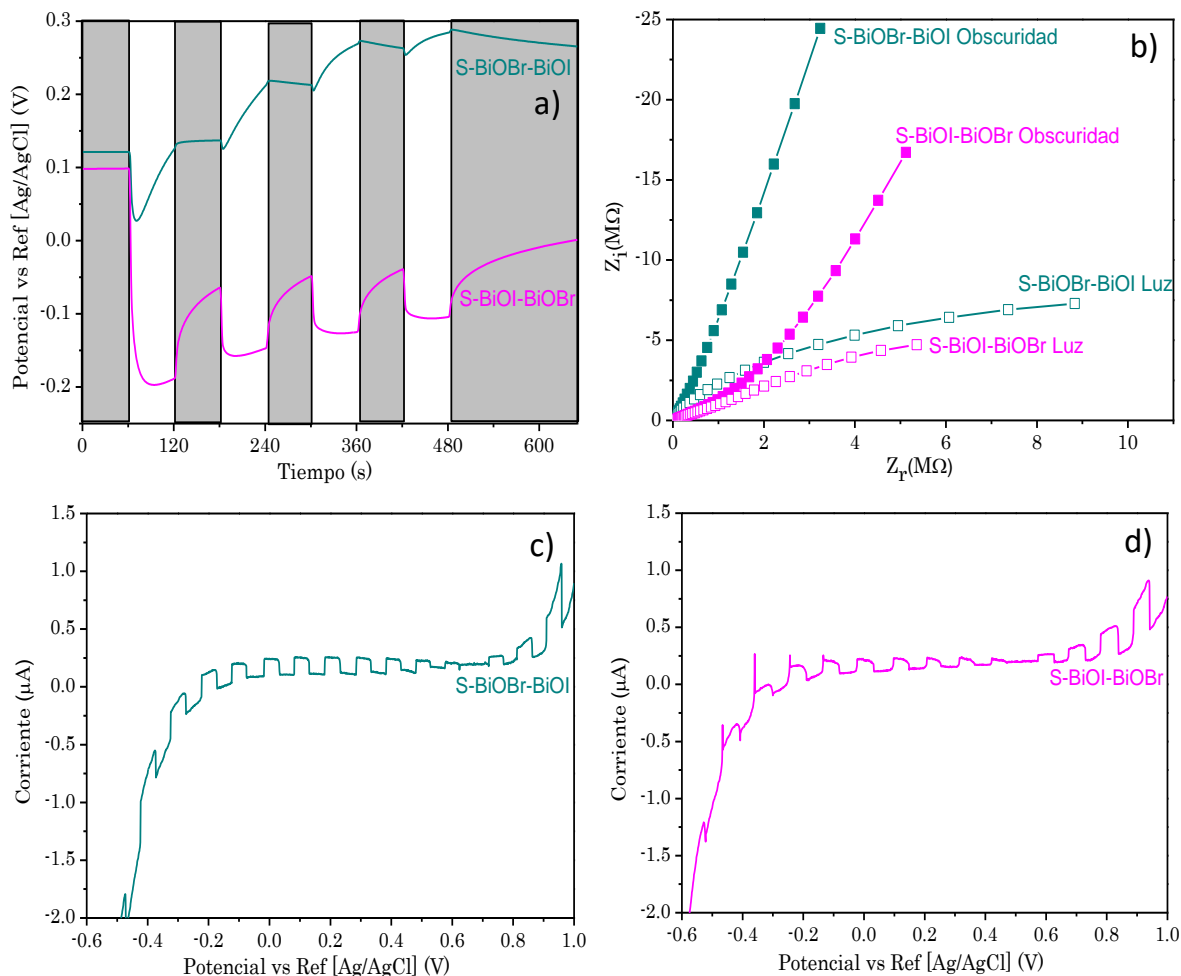 a)
Potencial vs Ref [Ag/AgCl] (V)
0.3
0.2
0.1
0.0
-0.1
-0.2
S-BiOBr-BiOI
S-BiOI-BiOBr
0 120 240 360 480 600
Tiempo (s)
b)
Zi(MΩ)
-25
-20
-15
-10
-5
0
S-BiOBr-BiOI Obscuridad
S-BiOI-BiOBr Obscuridad
S-BiOBr-BiOI Luz
S-BiOI-BiOBr Luz
0 2 4 6 8 10
Zr(MΩ)
c)
Corriente (µA)
1.5
1.0
0.5
0.0
-0.5
-1.0
-1.5
-2.0
S-BiOBr-BiOI
-0.6 -0.4 -0.2 0.0 0.2 0.4 0.6 0.8 1.0
Potencial vs Ref [Ag/AgCl] (V)
d)
Corriente (µA)
1.5
1.0
0.5
0.0
-0.5
-1.0
-1.5
-2.0
S-BiOI-BiOBr
-0.6 -0.4 -0.2 0.0 0.2 0.4 0.6 0.8 1.0
Potencial vs Ref [Ag/AgCl] (V)